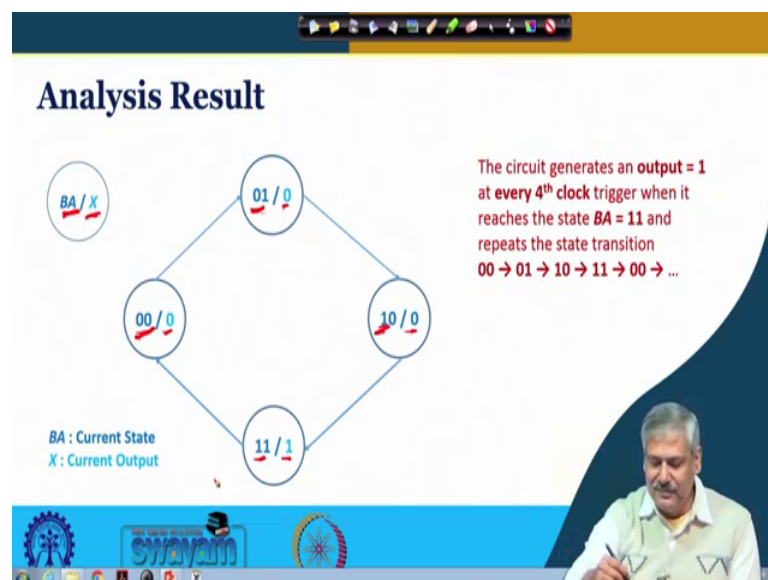 Analysis Result
BA / X
01 / 0
00 / 0
10 / 0
11 / 1
The circuit generates an output = 1
at every 4th clock trigger when it
reaches the state BA = 11 and
repeats the state transition
00 → 01 → 10 → 11 → 00 → ...
BA : Current State
X : Current Output
swayam